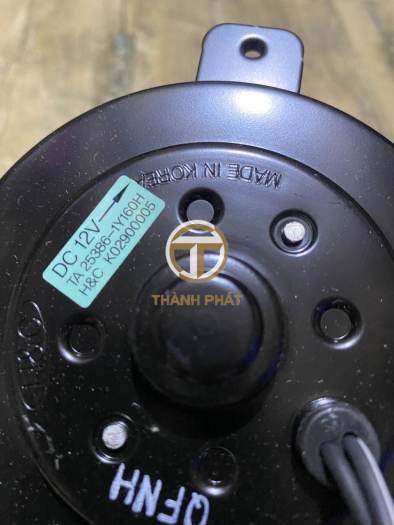 MADE IN KOREA
DC 12V
TA 25386-1Y160H
H&C K02900005
THÀNH PHÁT
QFNH